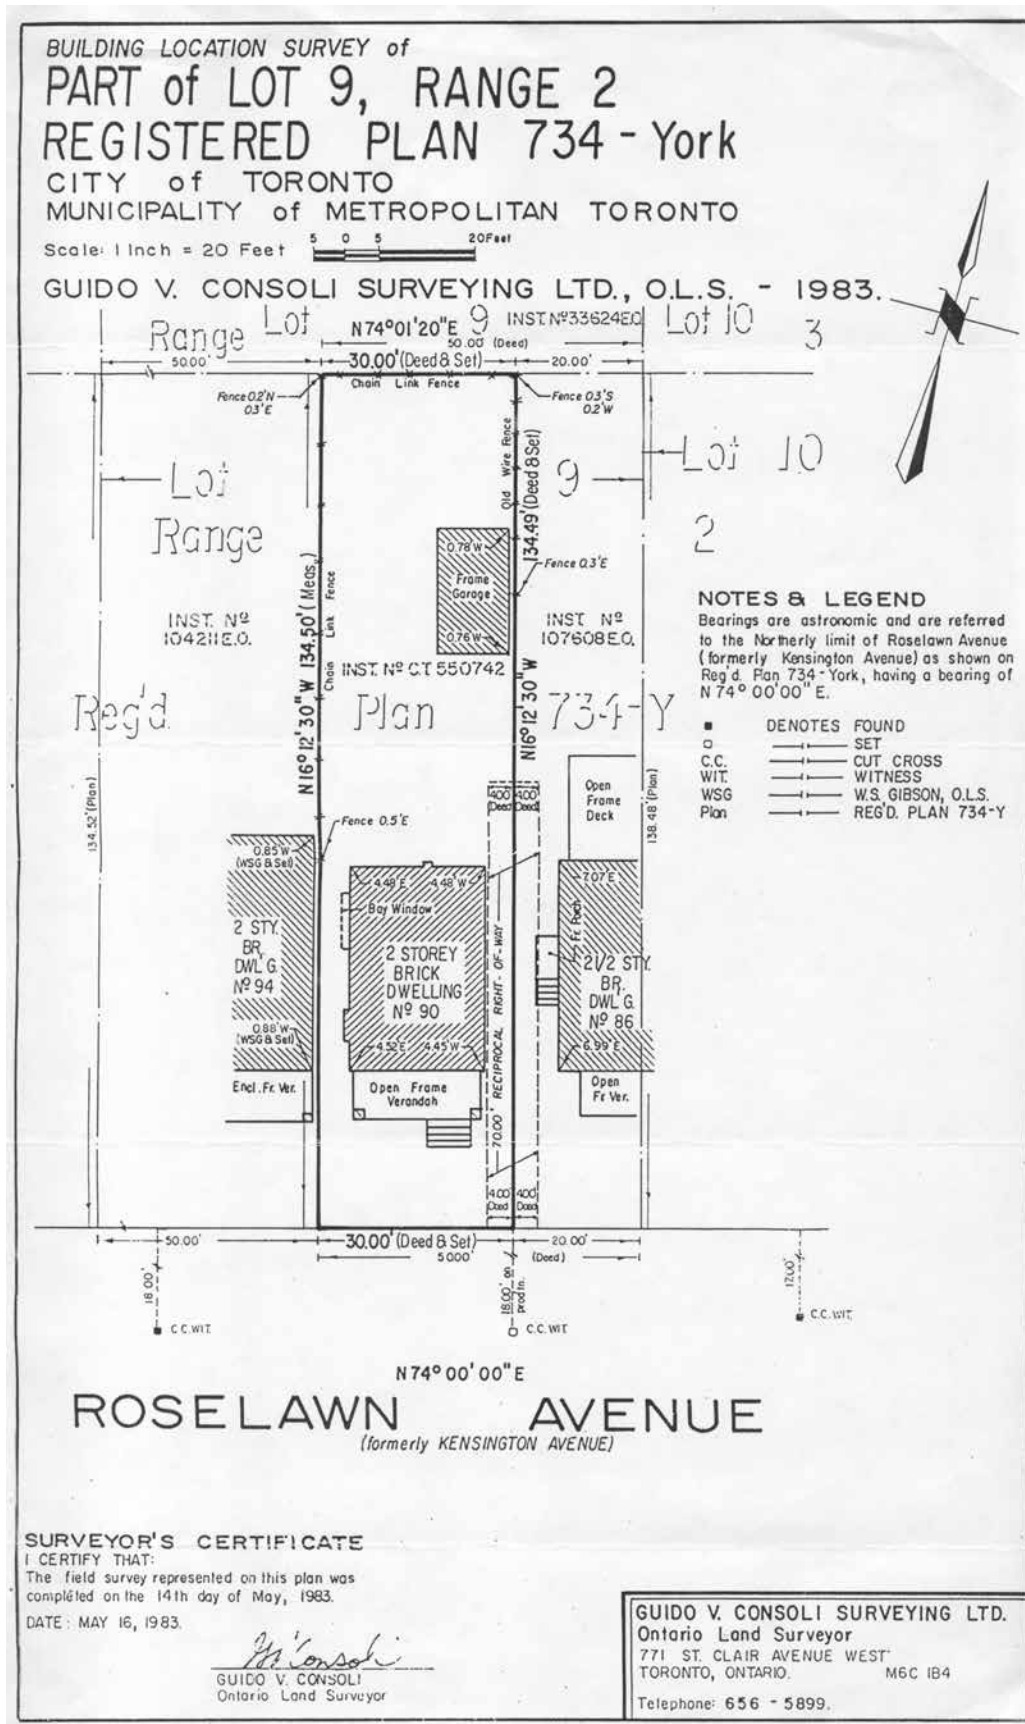 BUILDING LOCATION SURVEY of
PART of LOT 9, RANGE 2
REGISTERED PLAN 734 - York
CITY of TORONTO
MUNICIPALITY of METROPOLITAN TORONTO
Scale: 1 Inch = 20 Feet
5 0 5 20 Feet
GUIDO V. CONSOLI SURVEYING LTD., O.L.S. - 1983.
Range Lot 9 Lot 10 3
N74°01'20"E
INST. Nº33624E.O.
50.00' (Deed)
50.00'
30.00' (Deed & Set)
20.00'
Chain Link Fence
Fence 0.2'N
0.3'E
Fence 0.3'S
0.2'W
Old Wire Fence
134.49' (Deed & Set)
Lot 9 Lot 10
Range 2
0.78'W
Frame
Garage
0.76'W
Fence 0.3'E
INST. Nº
104211E.O.
INST. Nº
107608E.O.
N16°12'30"W 134.50' (Meas.)
Chain Link Fence
INST. Nº C.T. 550742
N16°12'30"W
Reg'd. Plan 734-Y
NOTES & LEGEND
Bearings are astronomic and are referred
to the Northerly limit of Roselawn Avenue
(formerly Kensington Avenue) as shown on
Reg'd. Plan 734-York, having a bearing of
N 74° 00'00" E.
DENOTES FOUND
SET
C.C. CUT CROSS
WIT. WITNESS
WSG W.S. GIBSON, O.L.S.
Plan REG'D. PLAN 734-Y
134.52' (Plan)
138.48' (Plan)
4.00' 4.00'
Deed Deed
Open
Frame
Deck
Fence 0.5'E
0.85'W
(WSG & Set)
4.48'E 4.48'W
Bay Window
7.07'E
Fr. Porch
2 STY.
BR.
DWL'G.
Nº 94
2 STOREY
BRICK
DWELLING
Nº 90
2 1/2 STY.
BR.
DWL'G.
Nº 86
0.88'W
(WSG & Set)
4.52'E 4.45'W
6.99'E
70.00' RECIPROCAL RIGHT-OF-WAY
Encl. Fr. Ver.
Open Frame
Verandah
Open
Fr Ver.
4.00' 4.00'
Deed Deed
50.00'
30.00' (Deed & Set)
20.00'
50.00' (Deed)
18.00'
18.00' on
prod'n.
17.00'
C.C. WIT.
C.C. WIT.
C.C. WIT.
N 74° 00' 00" E
ROSELAWN AVENUE
(formerly KENSINGTON AVENUE)
SURVEYOR'S CERTIFICATE
I CERTIFY THAT:
The field survey represented on this plan was
completed on the 14th day of May, 1983.
DATE: MAY 16, 1983.
GUIDO V. CONSOLI
Ontario Land Surveyor
GUIDO V. CONSOLI SURVEYING LTD.
Ontario Land Surveyor
771 ST. CLAIR AVENUE WEST
TORONTO, ONTARIO. M6C 1B4
Telephone: 656 - 5899.